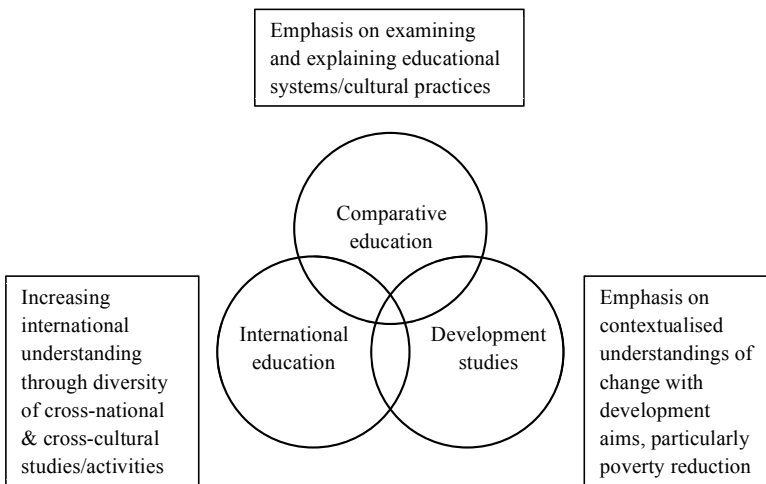 Emphasis on examining
and explaining educational
systems/cultural practices
Comparative
education
Increasing
international
understanding
through diversity
of cross-national
& cross-cultural
studies/activities
International
education
Development
studies
Emphasis on
contextualised
understandings of
change with
development
aims, particularly
poverty reduction